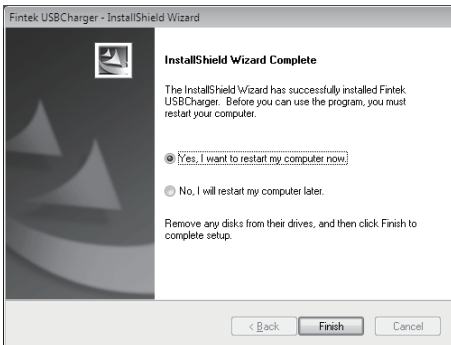 Fintek USBCharger - InstallShield Wizard
InstallShield Wizard Complete
The InstallShield Wizard has successfully installed Fintek
USBCharger. Before you can use the program, you must
restart your computer.
Yes, I want to restart my computer now.
No, I will restart my computer later.
Remove any disks from their drives, and then click Finish to
complete setup.
< Back Finish Cancel